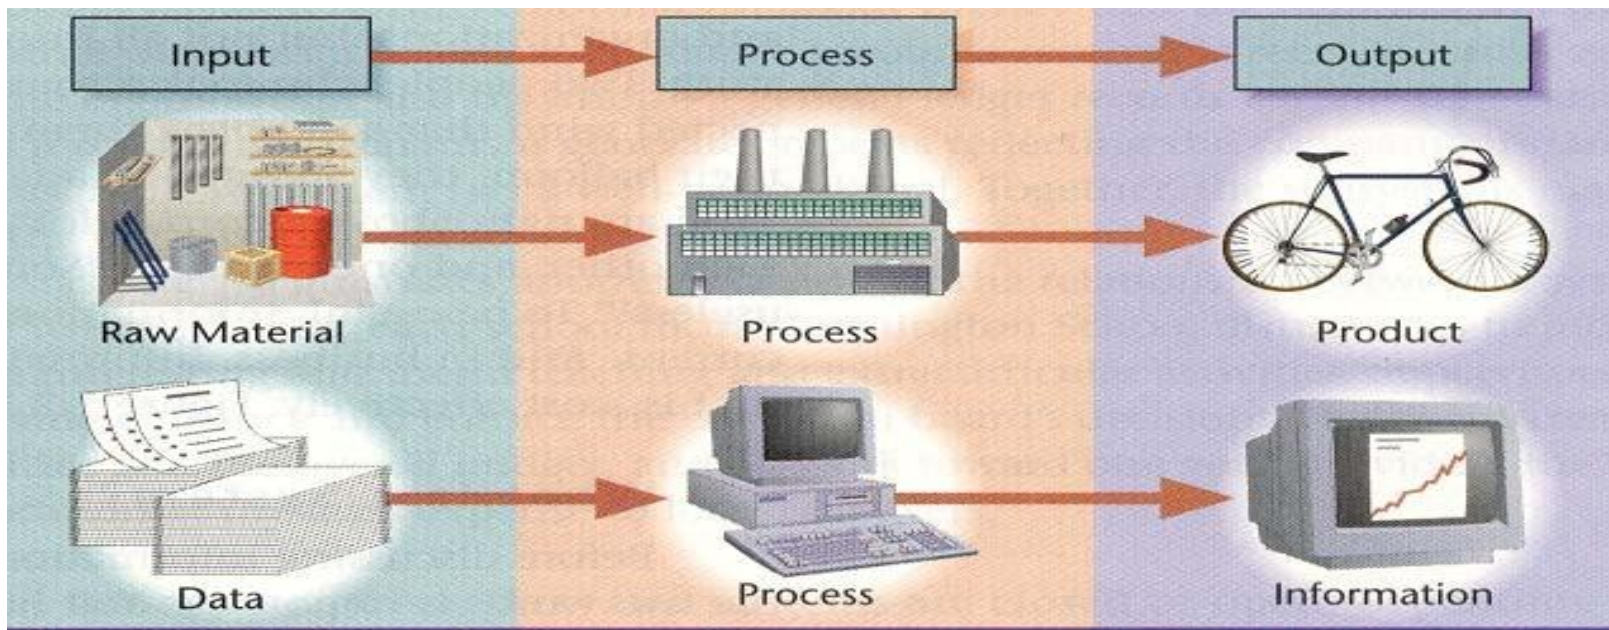 Input
Process
Output
Raw Material
Process
Product
Data
Process
Information